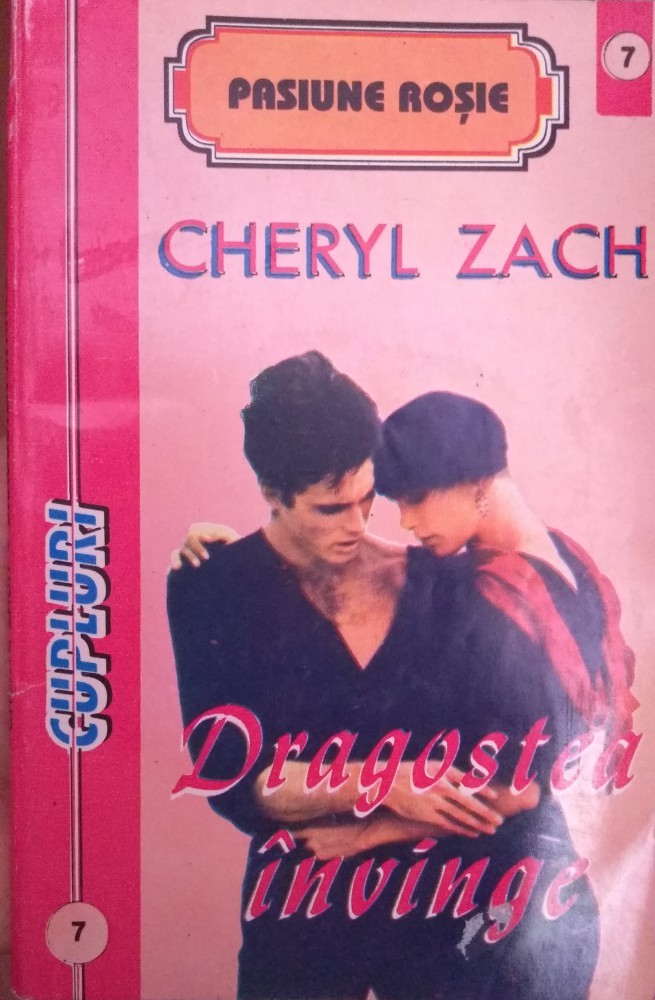 PASIUNE ROȘIE
7
CHERYL ZACH
CUPLURI
Dragostea
învinge
7